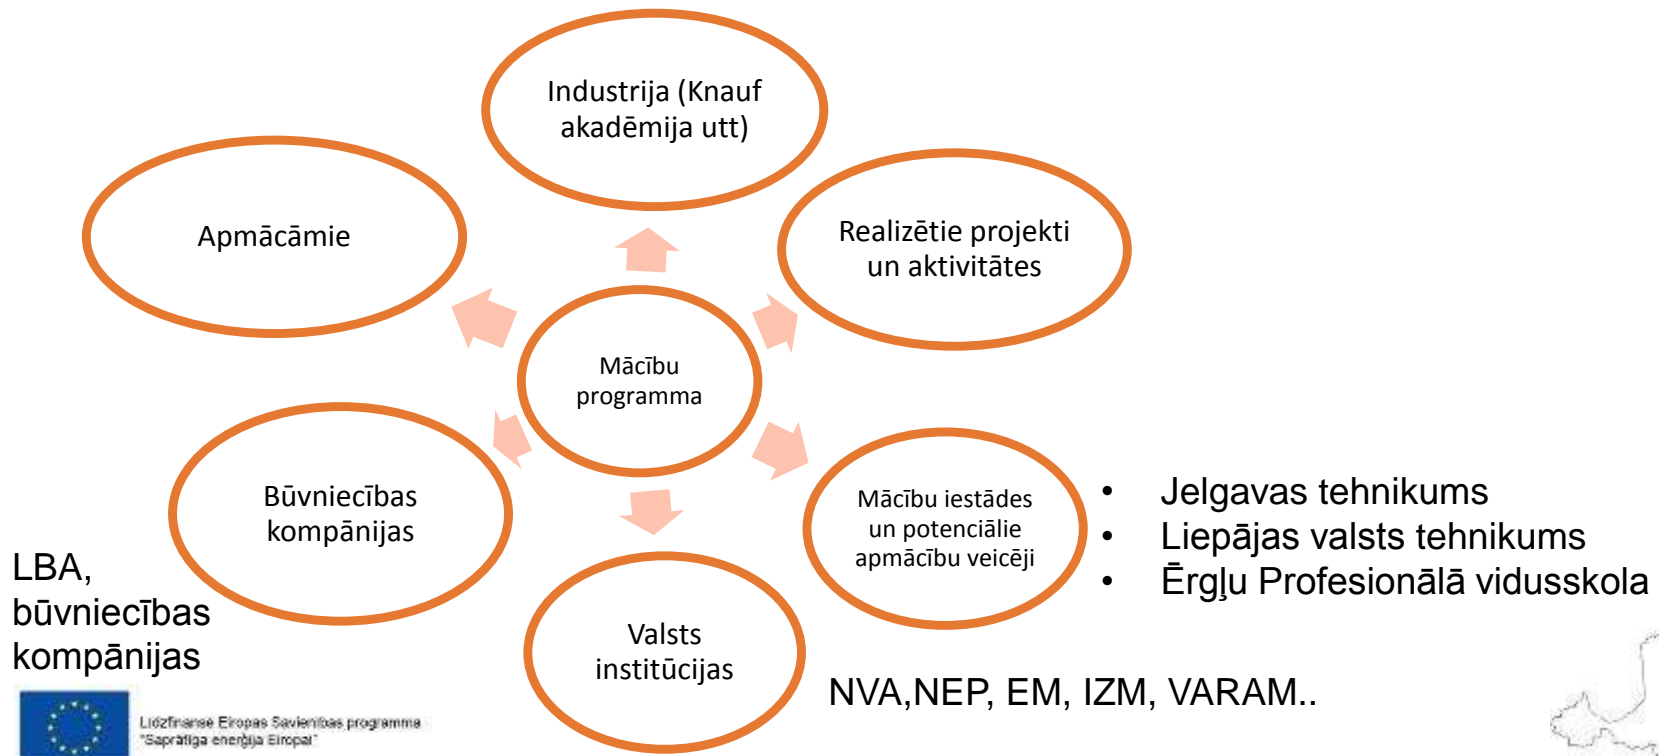 Industrija (Knauf
akadēmija utt)
Apmācāmie
Realizētie projekti
un aktivitātes
Mācību
programma
Būvniecības
kompānijas
Mācību iestādes
un potenciālie
apmācību veicēji
• Jelgavas tehnikums
• Liepājas valsts tehnikums
• Ērgļu Profesionālā vidusskola
LBA,
būvniecības
kompānijas
Valsts
institūcijas
NVA,NEP, EM, IZM, VARAM..
Līdzfinansē Eiropas Savienības programma
"Saprātīga enerģija Eiropai"